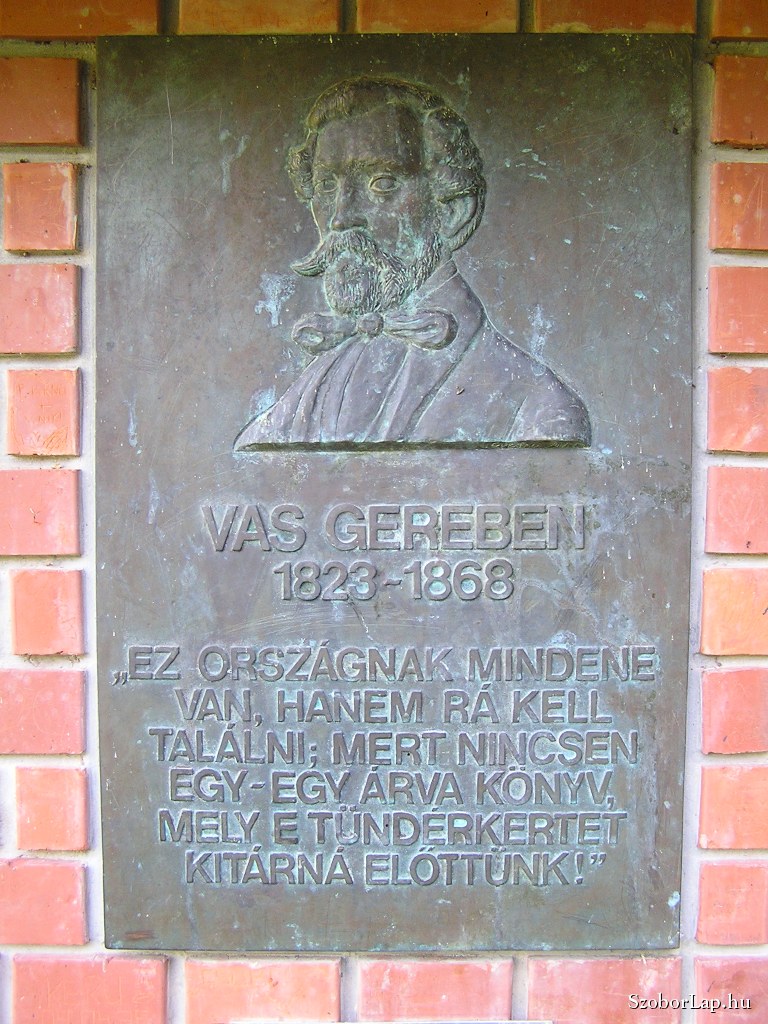 VAS GEREBEN
1823-1868
„EZ ORSZÁGNAK MINDENE
VAN, HANEM RÁ KELL
TALÁLNI; MERT NINCSEN
EGY-EGY ÁRVA KÖNYV,
MELY E TÜNDÉRKERTET
KITÁRNÁ ELŐTTÜNK!”
SzoborLap.hu